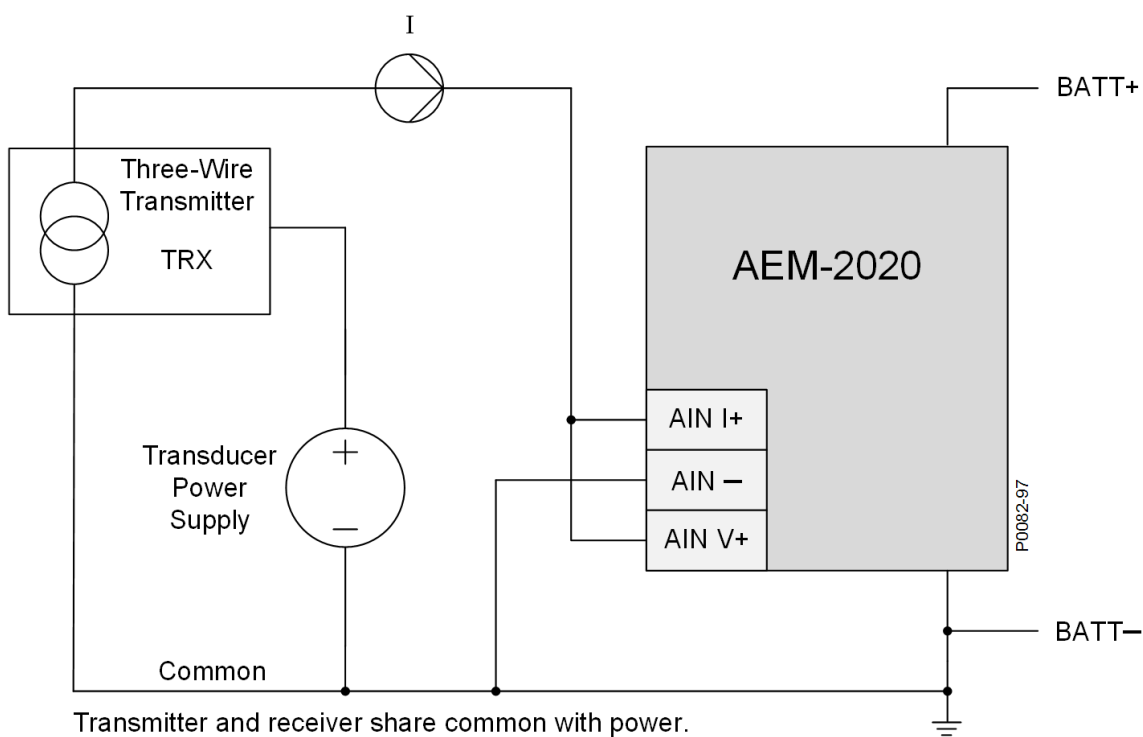 I
BATT+
Three-Wire
Transmitter
TRX
AEM-2020
AIN I+
Transducer
Power
Supply
+
–
AIN –
AIN V+
P0082-97
BATT–
Common
Transmitter and receiver share common with power.